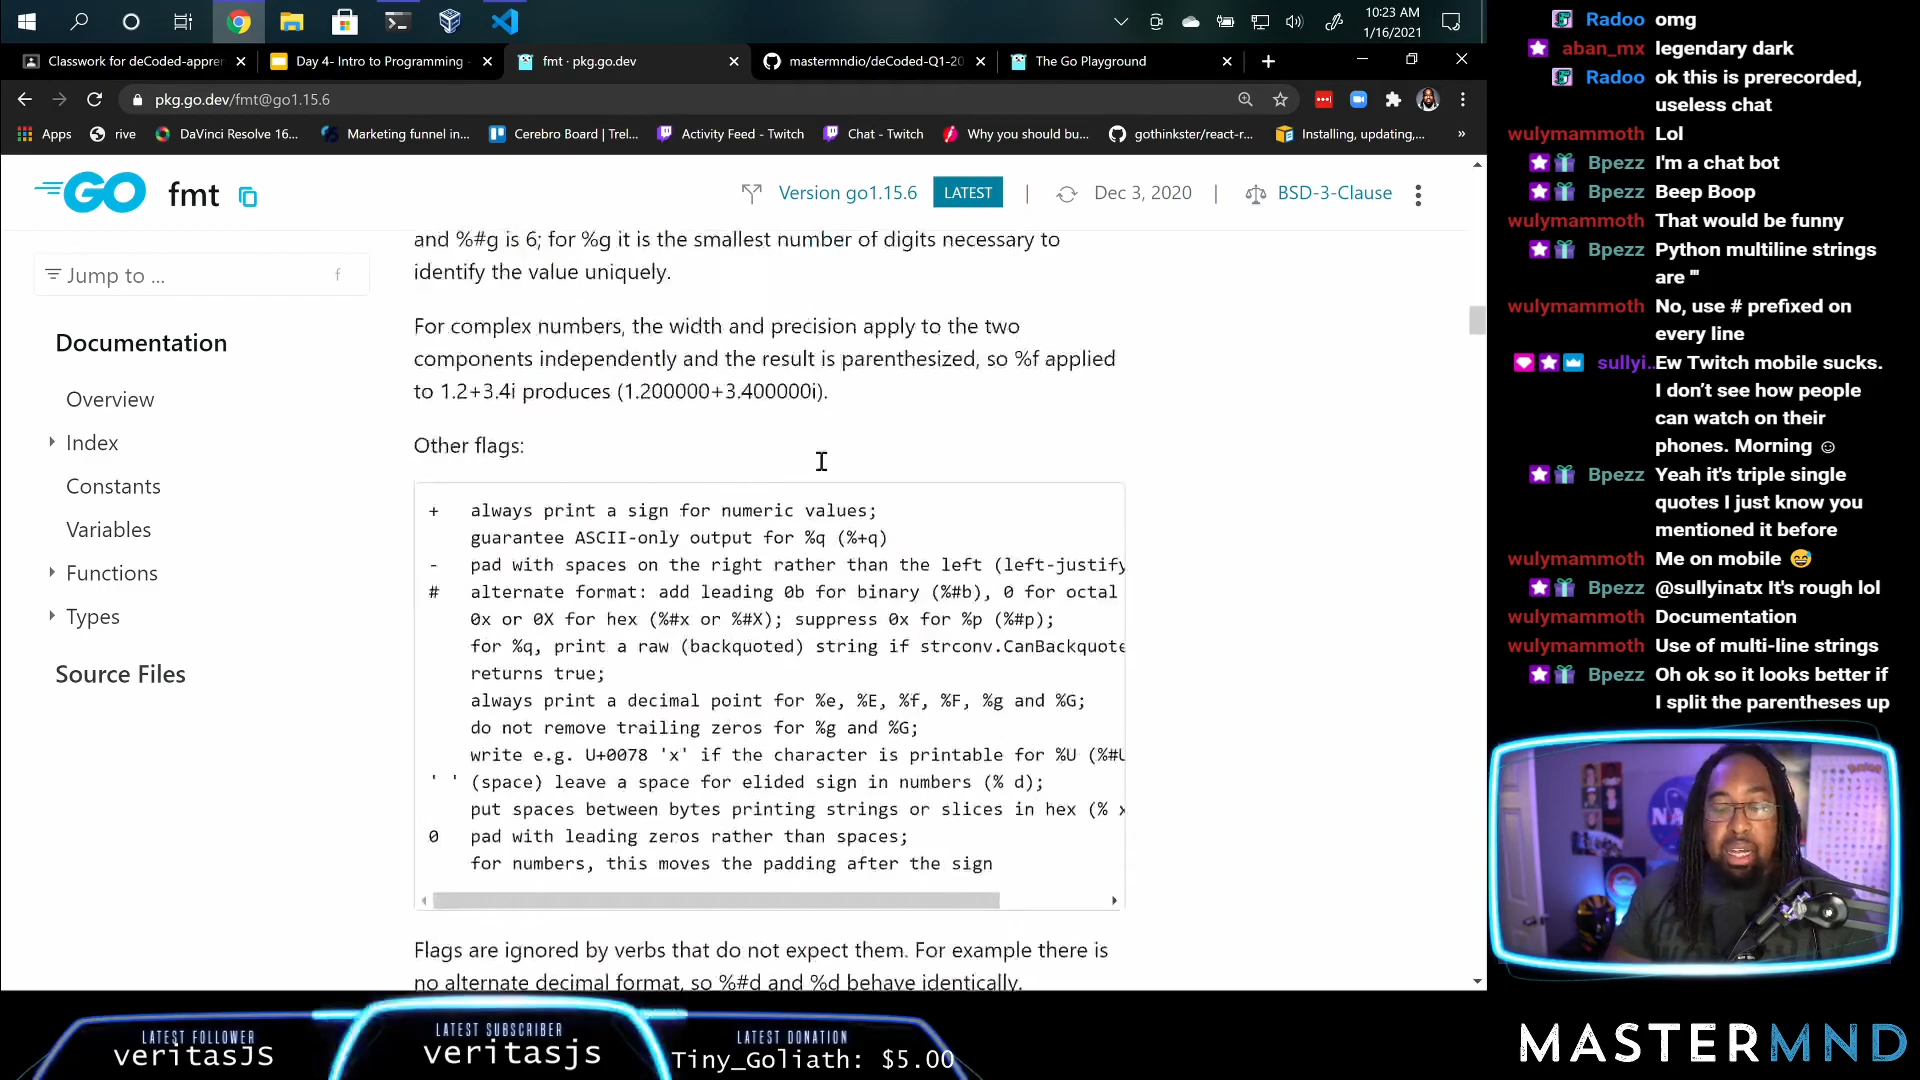 10:23 AM
1/16/2021
Classwork for deCoded-appren
Day 4- Intro to Programming -
fmt · pkg.go.dev
mastermndio/deCoded-Q1-20
The Go Playground
pkg.go.dev/fmt@go1.15.6
Apps
rive
DaVinci Resolve 16...
Marketing funnel in...
Cerebro Board | Trel...
Activity Feed - Twitch
Chat - Twitch
Why you should bu...
gothinkster/react-r...
Installing, updating,...
»
GO fmt
Version go1.15.6
LATEST
| Dec 3, 2020 |
BSD-3-Clause
Jump to ...
f
Documentation
Overview
Index
Constants
Variables
Functions
Types
Source Files
and %#g is 6; for %g it is the smallest number of digits necessary to
identify the value uniquely.
For complex numbers, the width and precision apply to the two
components independently and the result is parenthesized, so %f applied
to 1.2+3.4i produces (1.200000+3.400000i).
Other flags:
+ always print a sign for numeric values;
guarantee ASCII-only output for %q (%+q)
- pad with spaces on the right rather than the left (left-justify
# alternate format: add leading 0b for binary (%#b), 0 for octal
0x or 0X for hex (%#x or %#X); suppress 0x for %p (%#p);
for %q, print a raw (backquoted) string if strconv.CanBackquote
returns true;
always print a decimal point for %e, %E, %f, %F, %g and %G;
do not remove trailing zeros for %g and %G;
write e.g. U+0078 'x' if the character is printable for %U (%#U
' ' (space) leave a space for elided sign in numbers (% d);
put spaces between bytes printing strings or slices in hex (% x
0 pad with leading zeros rather than spaces;
for numbers, this moves the padding after the sign
Flags are ignored by verbs that do not expect them. For example there is
no alternate decimal format, so %#d and %d behave identically.
Radoo omg
aban_mx legendary dark
Radoo ok this is prerecorded,
useless chat
wulymammoth Lol
Bpezz I'm a chat bot
Bpezz Beep Boop
wulymammoth That would be funny
Bpezz Python multiline strings
are '''
wulymammoth No, use # prefixed on
every line
sullyi.. Ew Twitch mobile sucks.
I don't see how people
can watch on their
phones. Morning ☺
Bpezz Yeah it's triple single
quotes I just know you
mentioned it before
wulymammoth Me on mobile 😅
Bpezz @sullyinatx It's rough lol
wulymammoth Documentation
wulymammoth Use of multi-line strings
Bpezz Oh ok so it looks better if
I split the parentheses up
NASA
LATEST FOLLOWER
veritasJS
LATEST SUBSCRIBER
veritasjs
LATEST DONATION
Tiny_Goliath: $5.00
MASTERMND